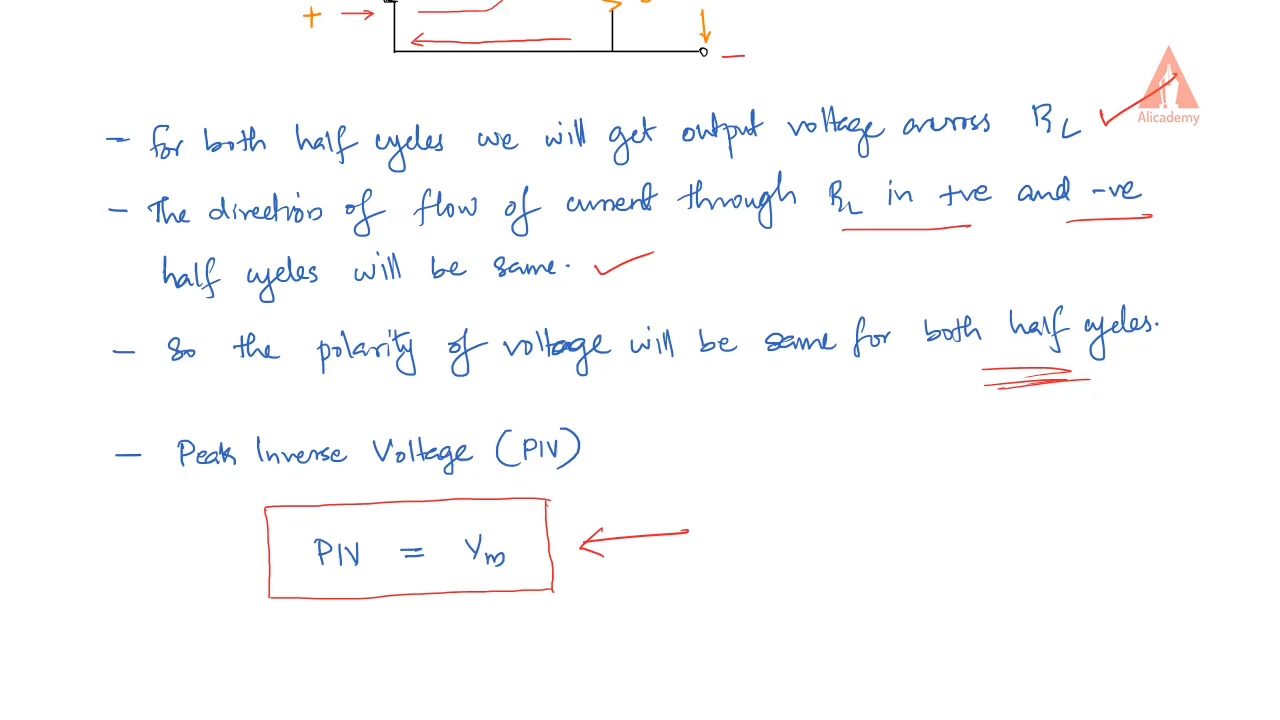 +
−
Alicademy
- For both half cycles we will get output voltage across RL
- The direction of flow of current through RL in +ve and -ve
half cycles will be same.
- So the polarity of voltage will be same for both half cycles.
- Peak Inverse Voltage (PIV)
PIV = Vm